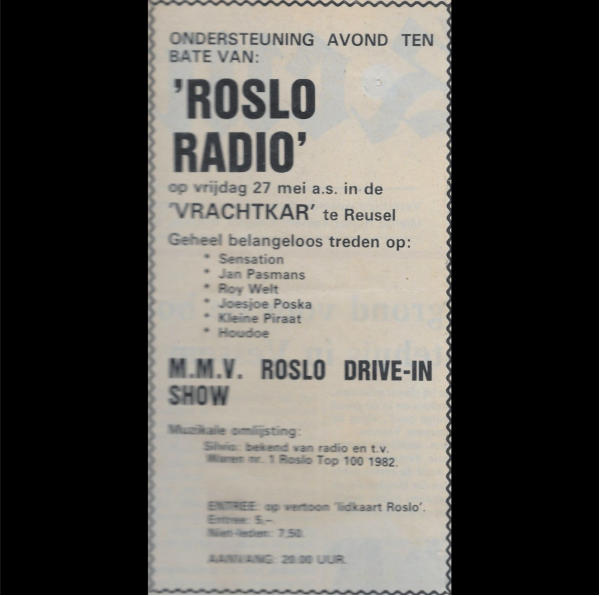 ONDERSTEUNING AVOND TEN
BATE VAN:
'ROSLO
RADIO'
op vrijdag 27 mei a.s. in de
'VRACHTKAR' te Reusel
Geheel belangeloos treden op:
* Sensation
* Jan Pasmans
* Roy Welt
* Joesjoe Poska
* Kleine Piraat
* Houdoe
M.M.V. ROSLO DRIVE-IN
SHOW
Muzikale omlijsting:
Silvio: bekend van radio en t.v.
Waren nr. 1 Roslo Top 100 1982.
ENTREE: op vertoon 'lidkaart Roslo'.
Entree: 5,-
Niet-leden: 7,50.
AANVANG: 20.00 UUR.